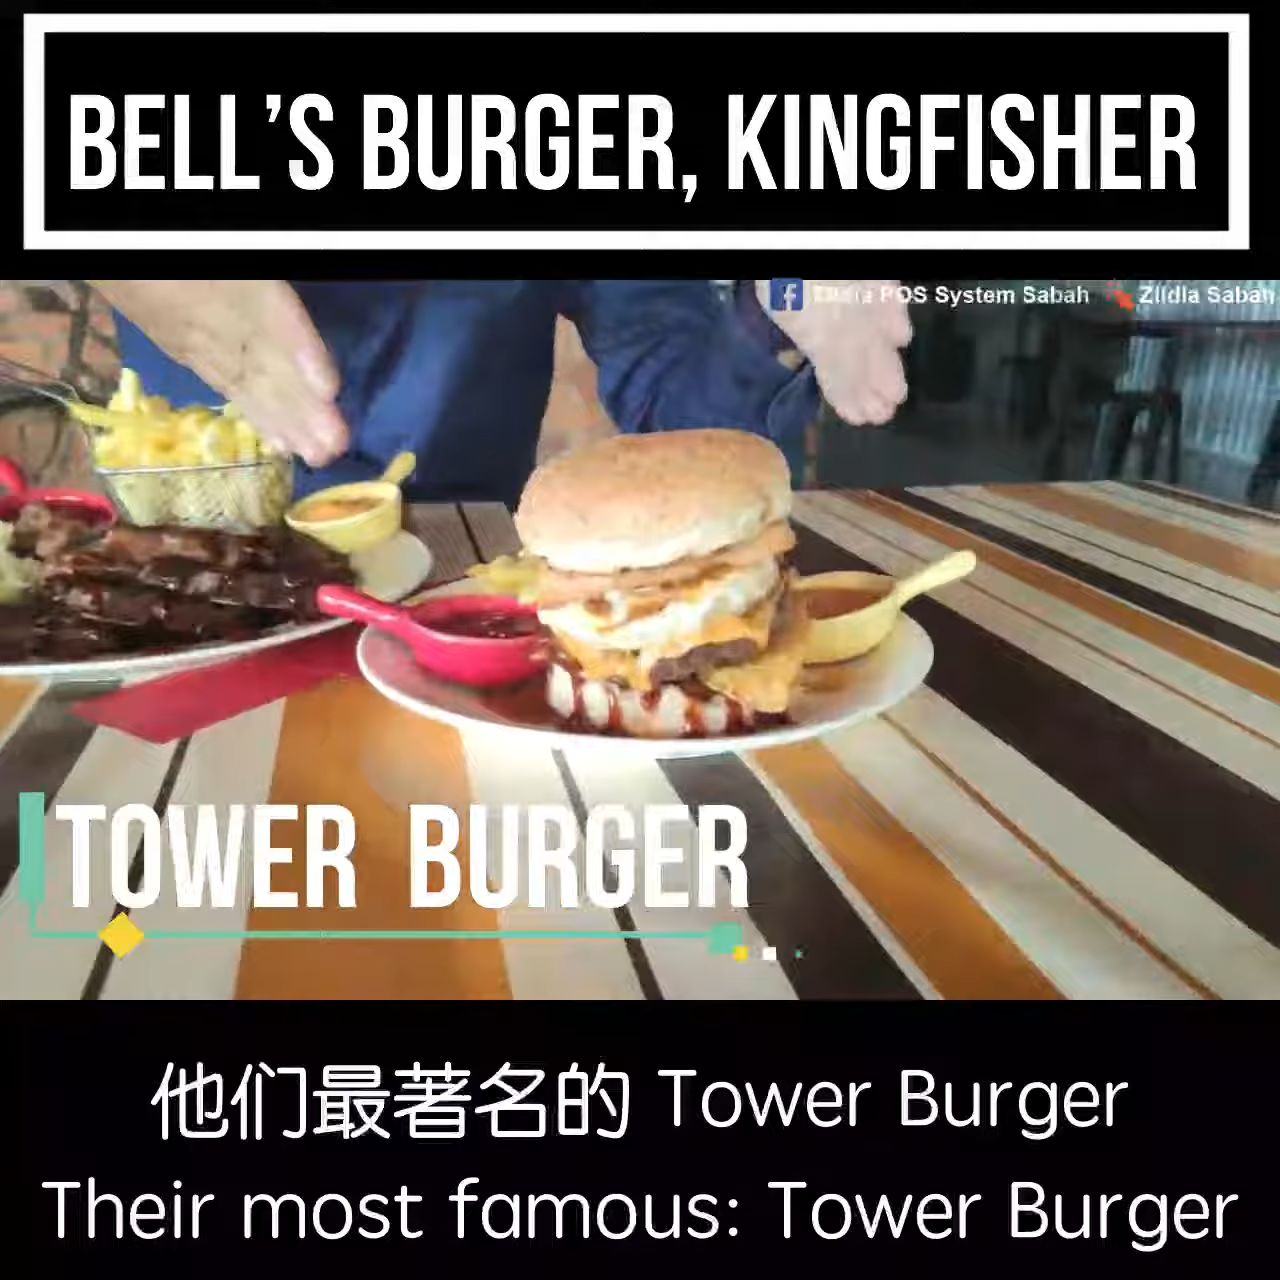 BELL'S BURGER, KINGFISHER
POS System Sabah Ziidia Sabah
TOWER BURGER
他们最著名的 Tower Burger
Their most famous: Tower Burger